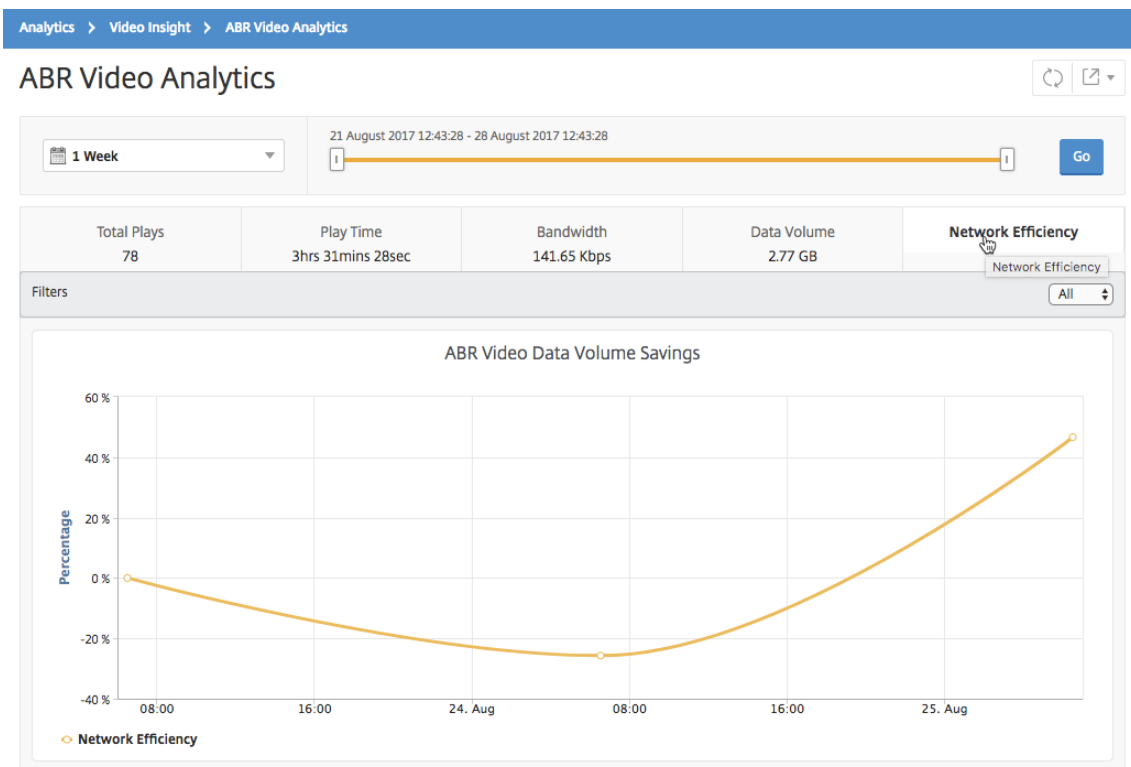 Analytics > Video Insight > ABR Video Analytics
ABR Video Analytics
21 August 2017 12:43:28 - 28 August 2017 12:43:28
1 Week
Go
Total Plays Play Time Bandwidth Data Volume Network Efficiency
78 3hrs 31mins 28sec 141.65 Kbps 2.77 GB
Network Efficiency
Filters All
ABR Video Data Volume Savings
60 %
40 %
20 %
0 %
-20 %
-40 %
Percentage
08:00 16:00 24. Aug 08:00 16:00 25. Aug
Network Efficiency